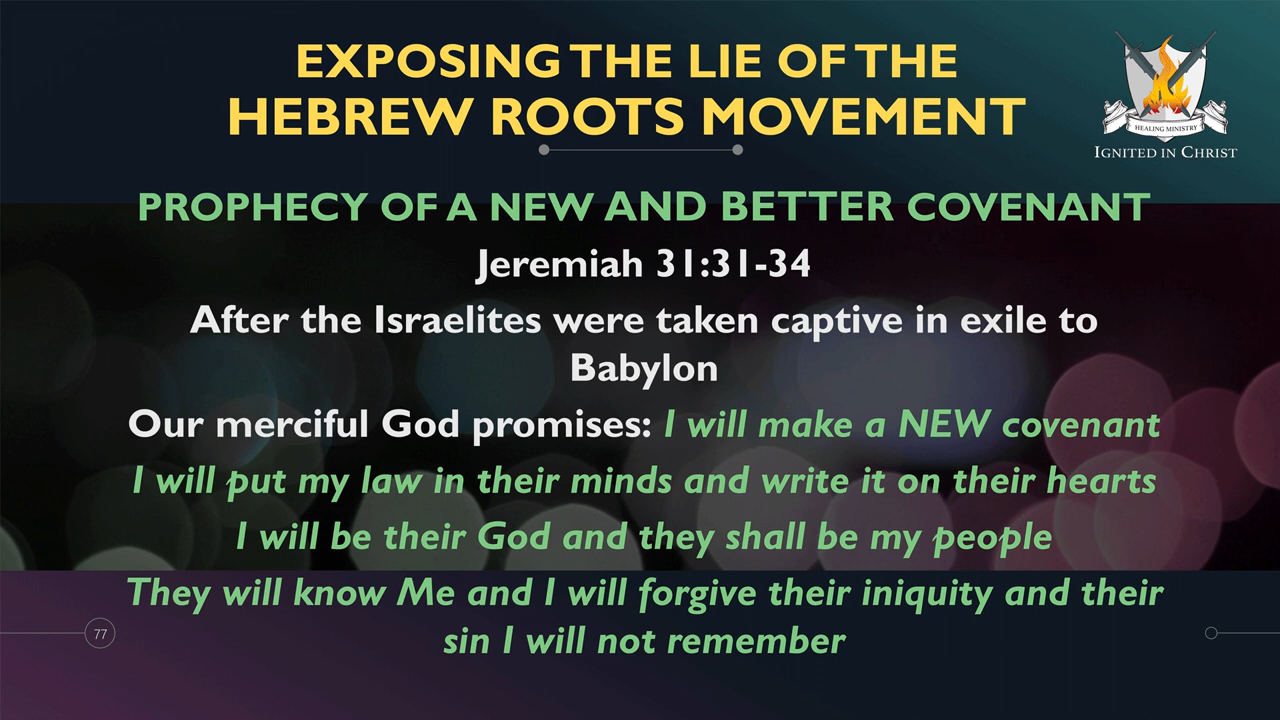 EXPOSING THE LIE OF THE
HEBREW ROOTS MOVEMENT
HEALING MINISTRY
IGNITED IN CHRIST
PROPHECY OF A NEW AND BETTER COVENANT
Jeremiah 31:31-34
After the Israelites were taken captive in exile to
Babylon
Our merciful God promises: I will make a NEW covenant
I will put my law in their minds and write it on their hearts
I will be their God and they shall be my people
They will know Me and I will forgive their iniquity and their
sin I will not remember
77